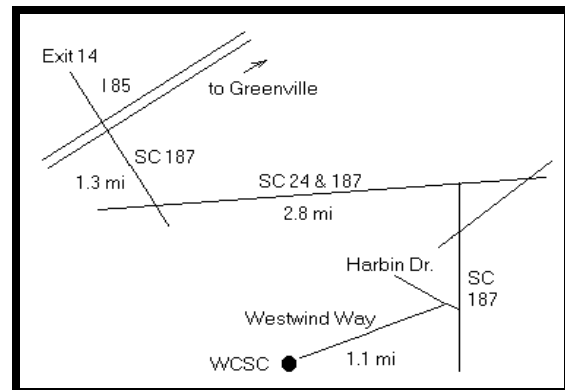 Exit 14
I 85
to Greenville
SC 187
1.3 mi
SC 24 & 187
2.8 mi
Harbin Dr.
SC
187
Westwind Way
WCSC
1.1 mi